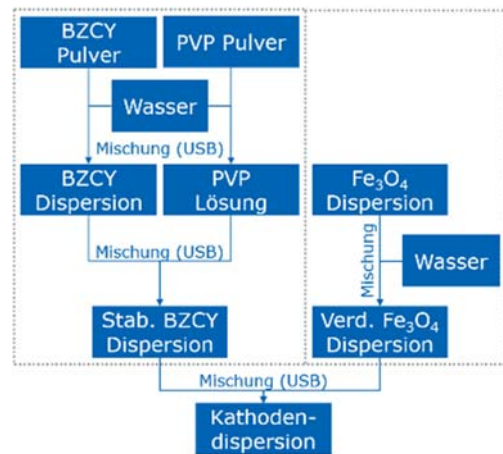 BZCY
Pulver
PVP Pulver
Wasser
Mischung (USB)
BZCY
Dispersion
PVP
Lösung
Fe₃O₄
Dispersion
Mischung (USB)
Mischung
Wasser
Stab. BZCY
Dispersion
Verd. Fe₃O₄
Dispersion
Mischung (USB)
Kathoden-
dispersion